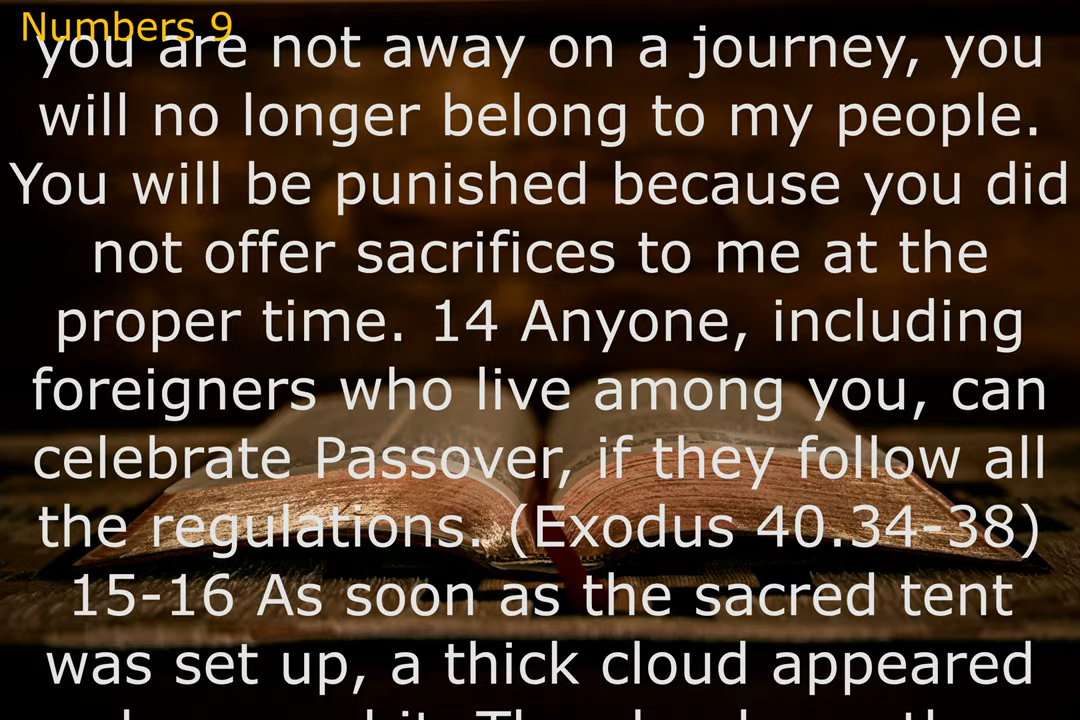 Numbers 9
you are not away on a journey, you
will no longer belong to my people.
You will be punished because you did
not offer sacrifices to me at the
proper time. 14 Anyone, including
foreigners who live among you, can
celebrate Passover, if they follow all
the regulations. (Exodus 40.34-38)
15-16 As soon as the sacred tent
was set up, a thick cloud appeared